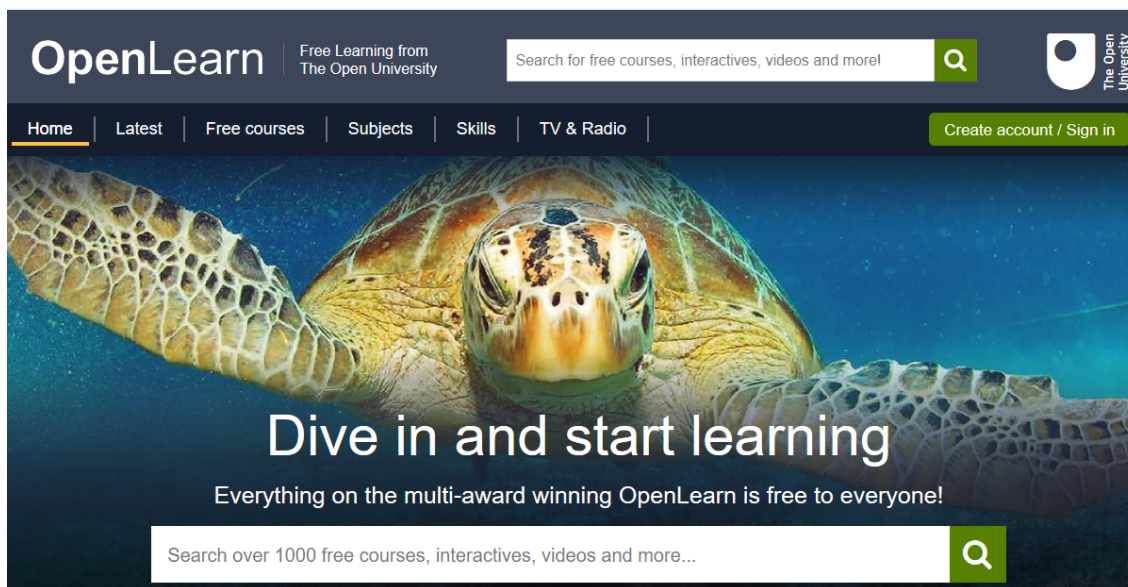 OpenLearn
Free Learning from
The Open University
Search for free courses, interactives, videos and more!
The Open
University
Home
Latest
Free courses
Subjects
Skills
TV & Radio
Create account / Sign in
Dive in and start learning
Everything on the multi-award winning OpenLearn is free to everyone!
Search over 1000 free courses, interactives, videos and more...